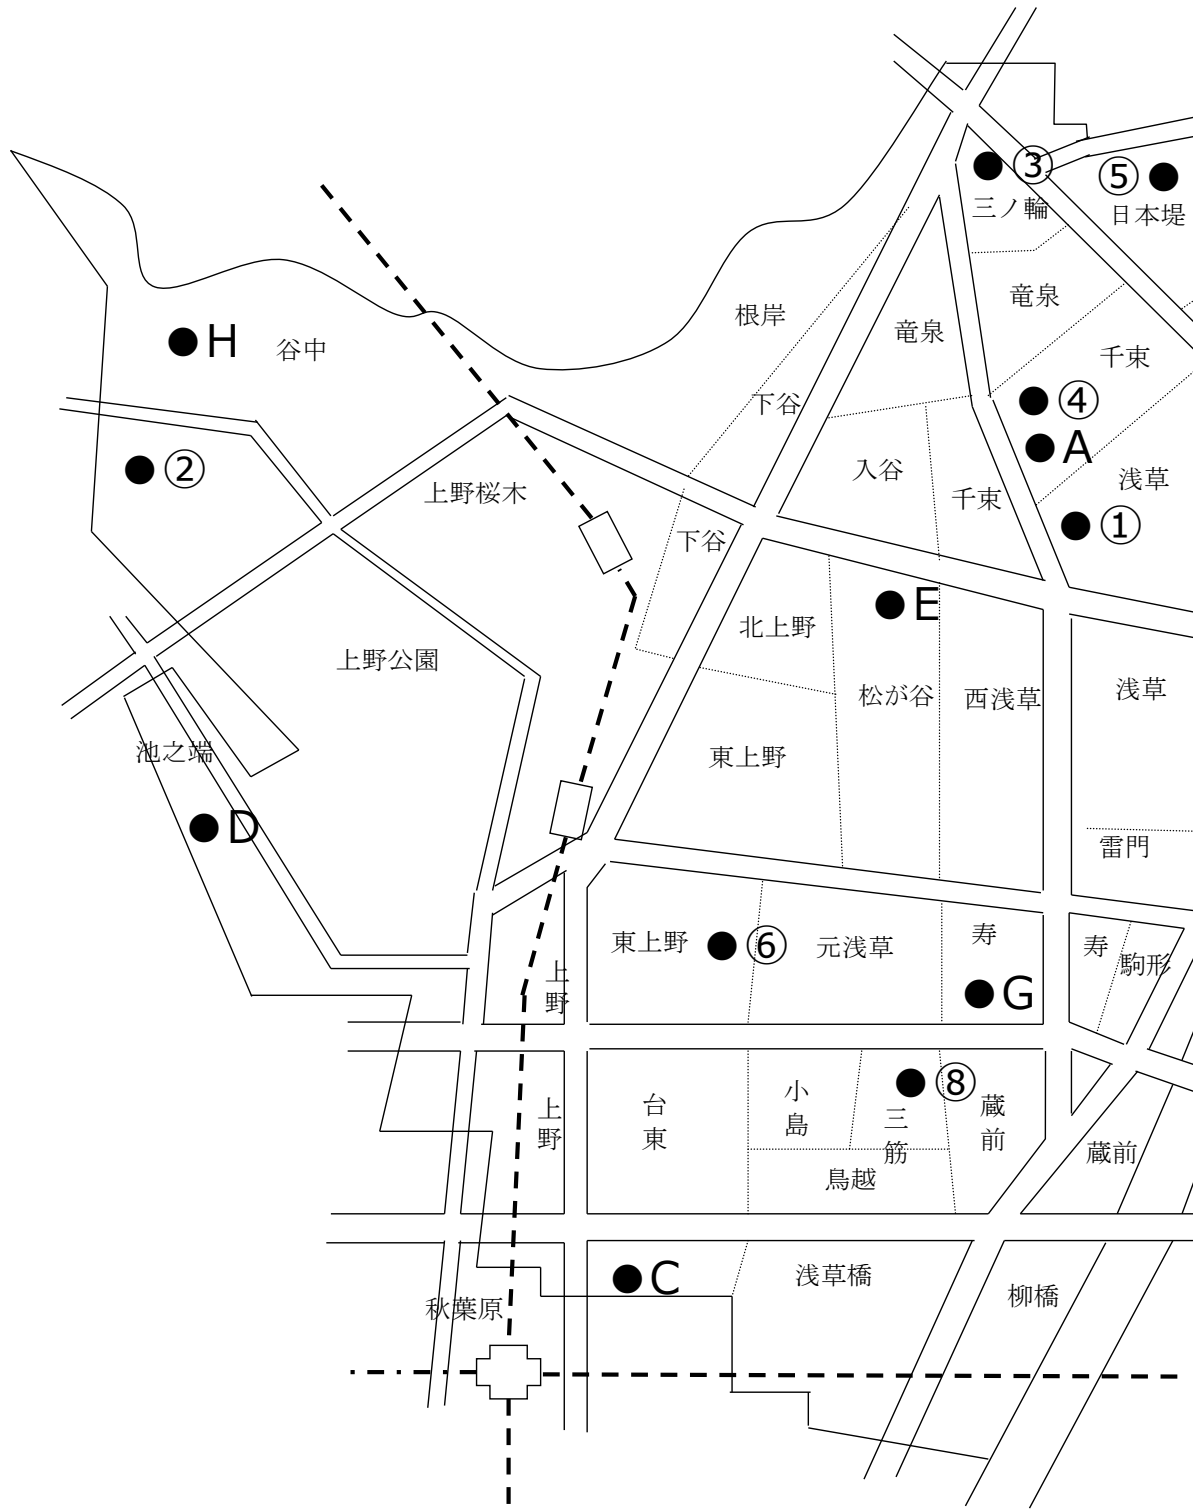 ③
⑤
三ノ輪
日本堤
竜泉
根岸
竜泉
H
谷中
千束
下谷
④
A
入谷
②
上野桜木
浅草
千束
①
下谷
E
北上野
上野公園
松が谷
西浅草
浅草
池之端
東上野
D
雷門
東上野
⑥
元浅草
寿
寿
駒形
上野
G
⑧
小島
台東
上野
三筋
蔵前
蔵前
鳥越
C
浅草橋
柳橋
秋葉原